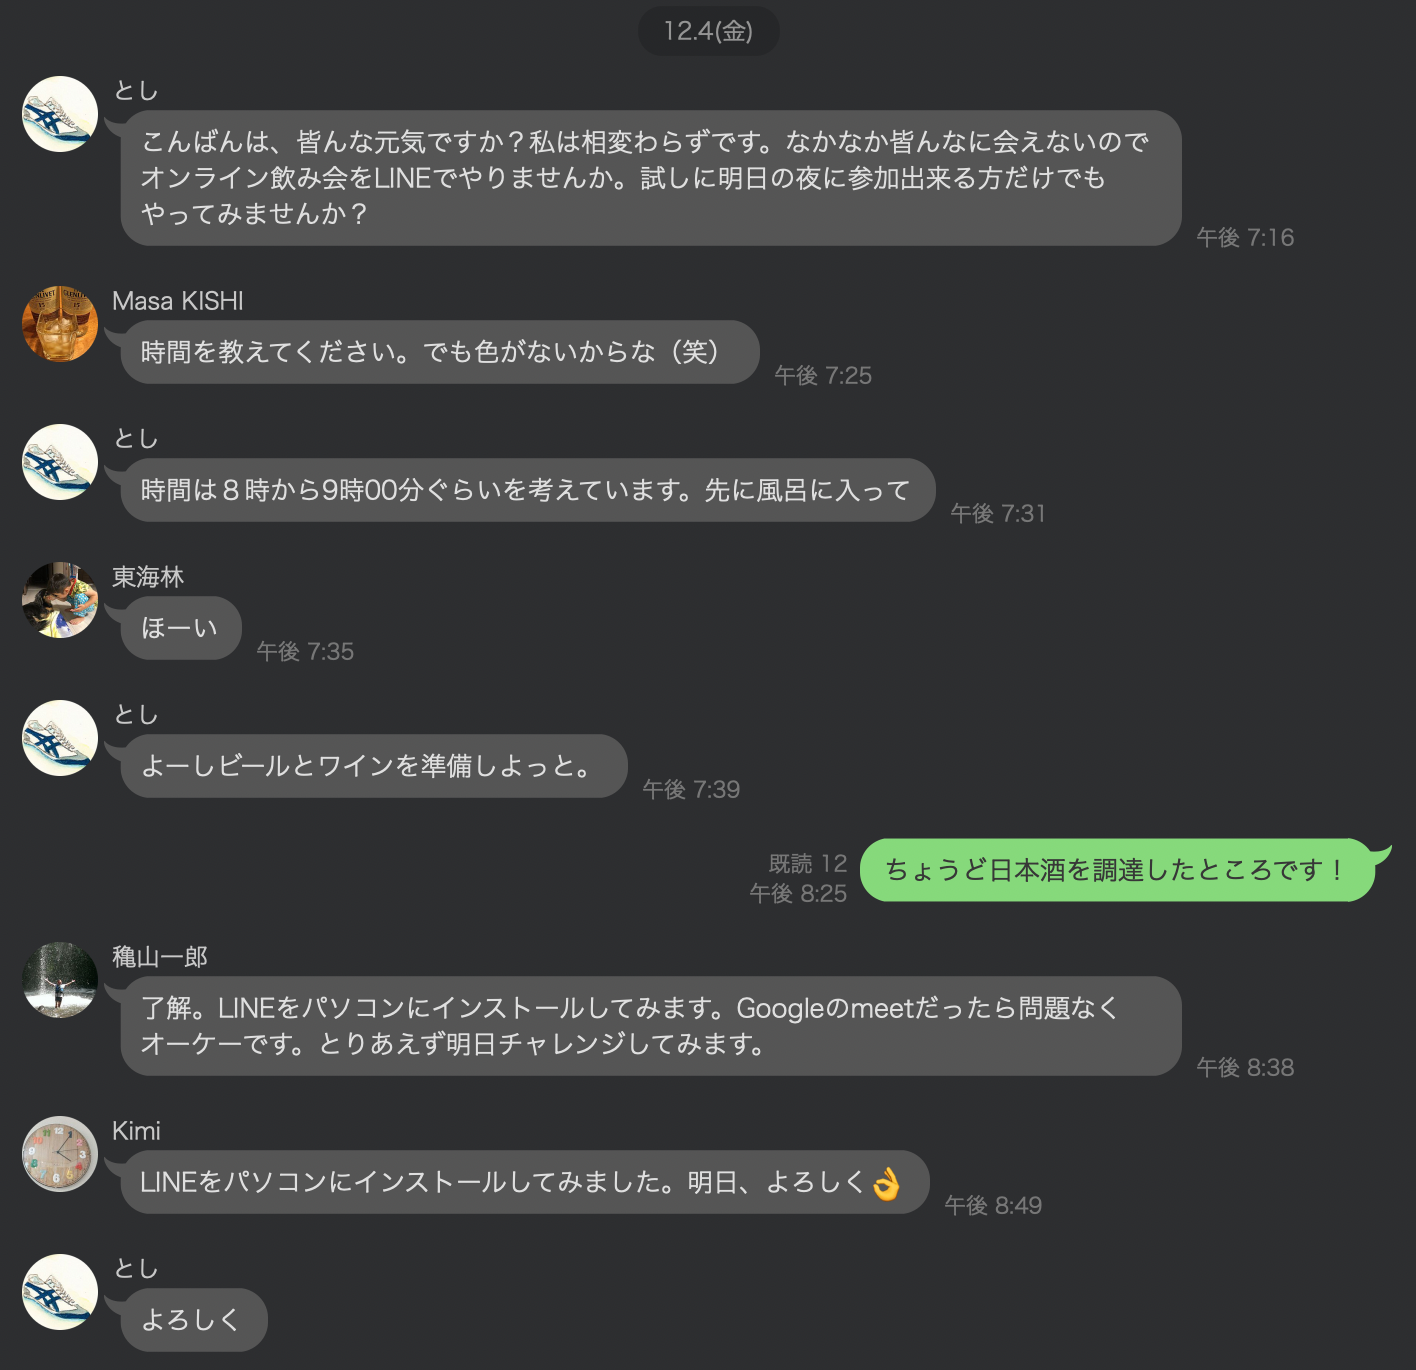 12.4(金)
とし
こんばんは、皆んな元気ですか？私は相変わらずです。なかなか皆んなに会えないので
オンライン飲み会をLINEでやりませんか。試しに明日の夜に参加出来る方だけでも
やってみませんか？
午後 7:16
Masa KISHI
時間を教えてください。でも色がないからな（笑）
午後 7:25
とし
時間は８時から9時00分ぐらいを考えています。先に風呂に入って
午後 7:31
東海林
ほーい
午後 7:35
とし
よーしビールとワインを準備しよっと。
午後 7:39
既読 12
午後 8:25
ちょうど日本酒を調達したところです！
穐山一郎
了解。LINEをパソコンにインストールしてみます。Googleのmeetだったら問題なく
オーケーです。とりあえず明日チャレンジしてみます。
午後 8:38
Kimi
LINEをパソコンにインストールしてみました。明日、よろしく👌
午後 8:49
とし
よろしく